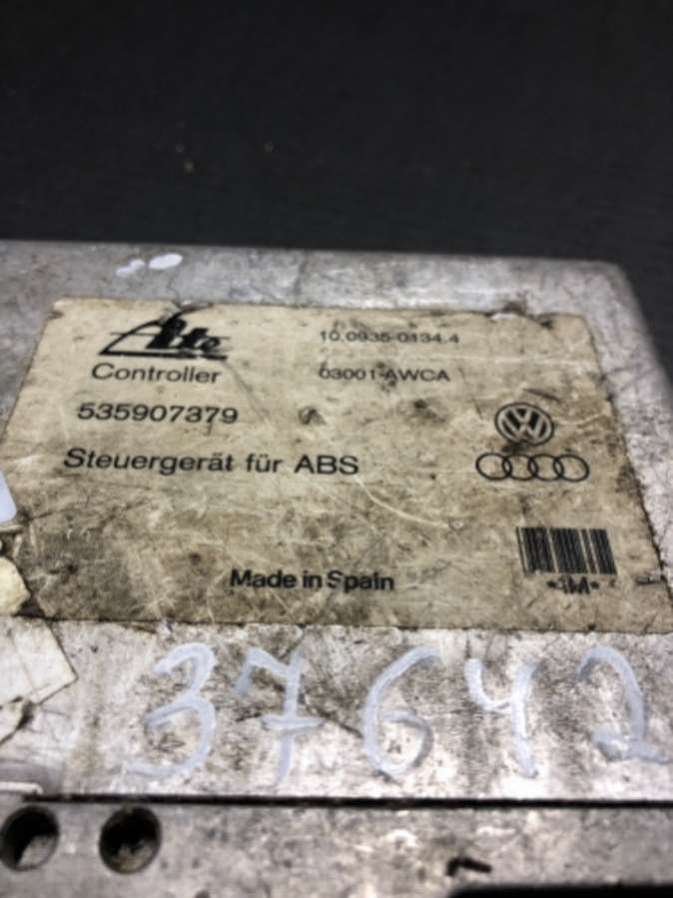 Ate
10.0935-0134.4
Controller
03001-AWCA
535907379
Steuergerät für ABS
Made in Spain
37642